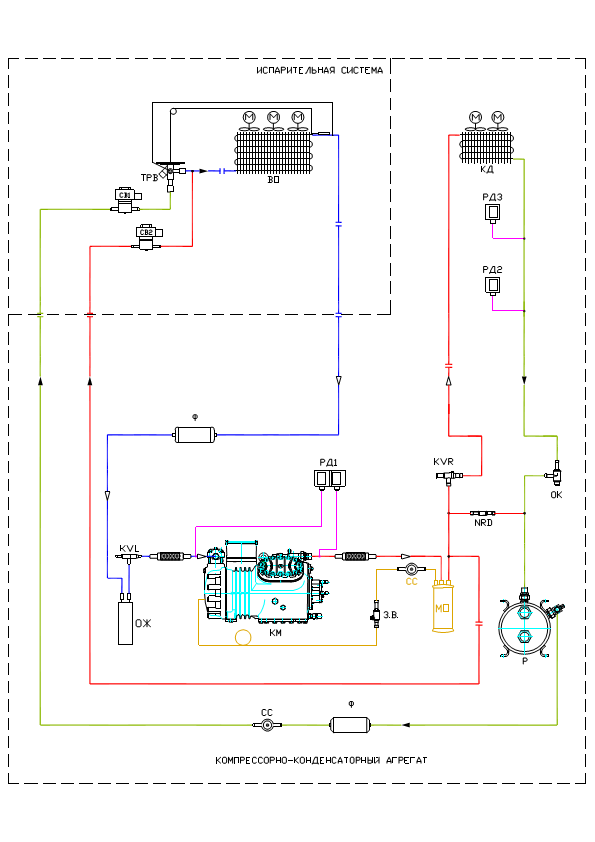 ИСПАРИТЕЛЬНАЯ СИСТЕМА
М М М
М М
ТРВ
ВО
КД
СВ1
РД3
СВ2
РД2
Ф
РД1
KVR
ОК
NRD
KVL
СС
МО
З.В.
ОЖ
КМ
Р
СС
Ф
КОМПРЕССОРНО-КОНДЕНСАТОРНЫЙ АГРЕГАТ